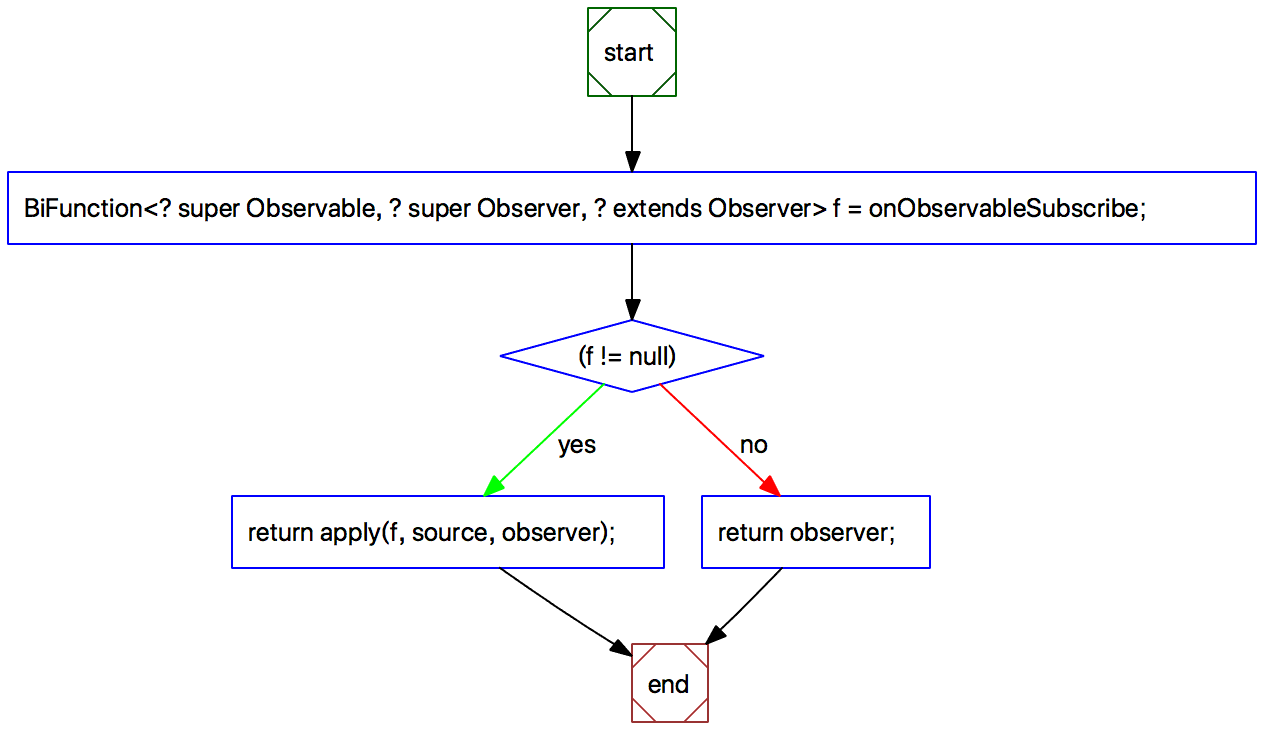 start
BiFunction<? super Observable, ? super Observer, ? extends Observer> f = onObservableSubscribe;
(f != null)
yes
no
return apply(f, source, observer);
return observer;
end